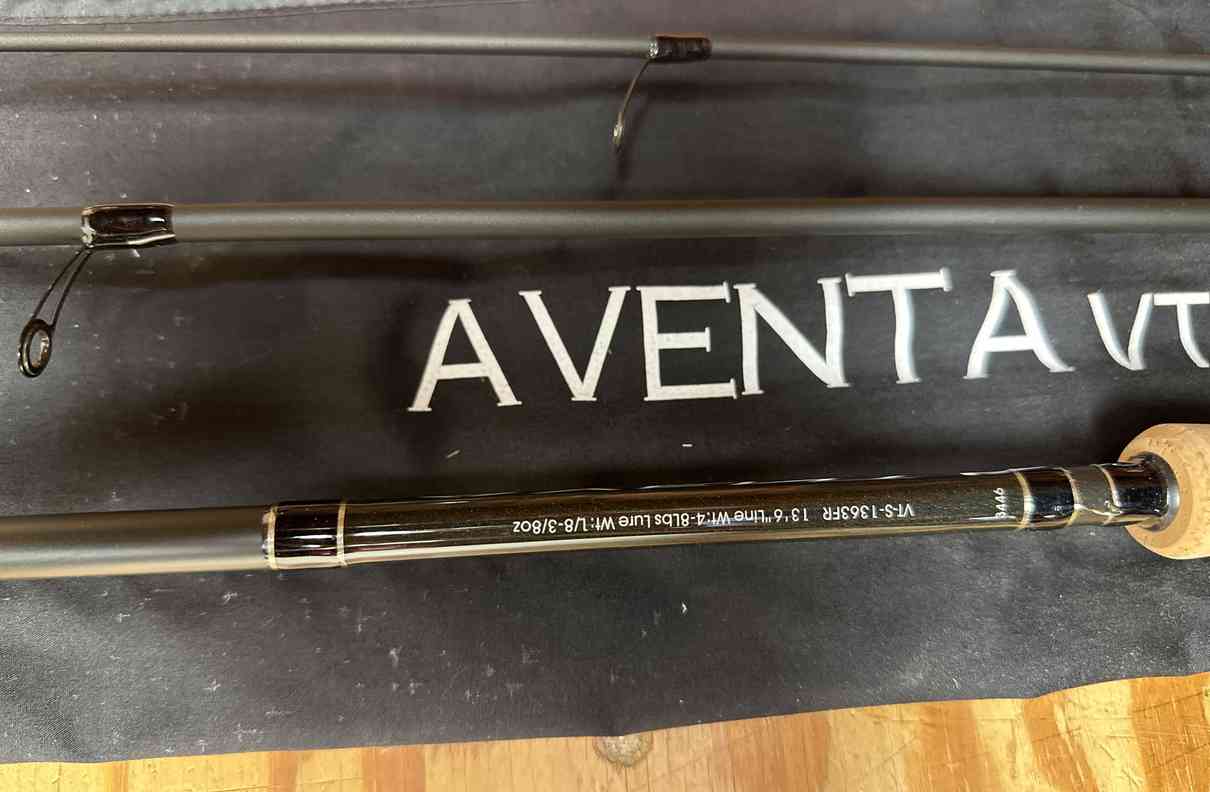 AVENTA VT
VT-S-1363FR 13'6" Line Wt:4-8Lbs Lure Wt:1/8-3/8oz
3446